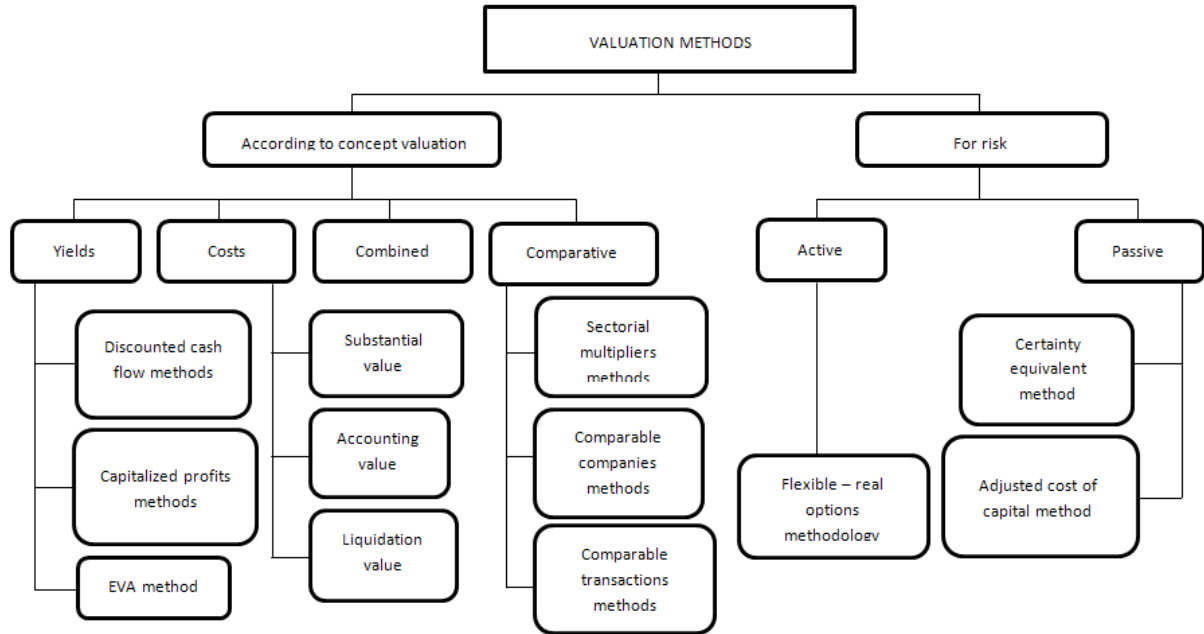 VALUATION METHODS
According to concept valuation
For risk
Yields
Costs
Combined
Comparative
Active
Passive
Discounted cash
flow methods
Capitalized profits
methods
EVA method
Substantial
value
Accounting
value
Liquidation
value
Sectorial
multipliers
methods
Comparable
companies
methods
Comparable
transactions
methods
Flexible – real
options
methodology
Certainty
equivalent
method
Adjusted cost of
capital method